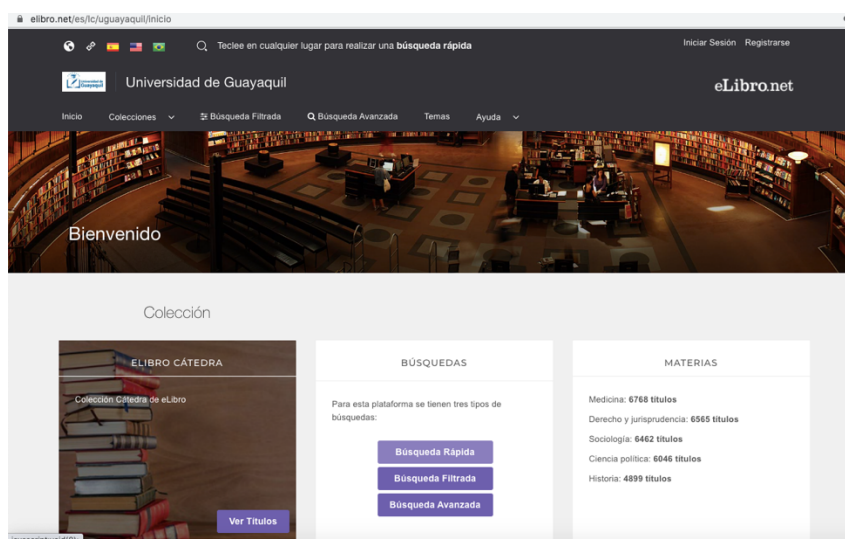 elibro.net/es/lc/uguayaquil/inicio
Teclee en cualquier lugar para realizar una búsqueda rápida
Iniciar Sesión Registrarse
Universidad de Guayaquil
eLibro.net
Inicio Colecciones Búsqueda Filtrada Búsqueda Avanzada Temas Ayuda
Bienvenido
Colección
ELIBRO CÁTEDRA
Colección Cátedra de eLibro
Ver Títulos
BÚSQUEDAS
Para esta plataforma se tienen tres tipos de
búsquedas:
Búsqueda Rápida
Búsqueda Filtrada
Búsqueda Avanzada
MATERIAS
Medicina: 6768 títulos
Derecho y jurisprudencia: 6565 títulos
Sociología: 6462 títulos
Ciencia política: 6046 títulos
Historia: 4899 títulos